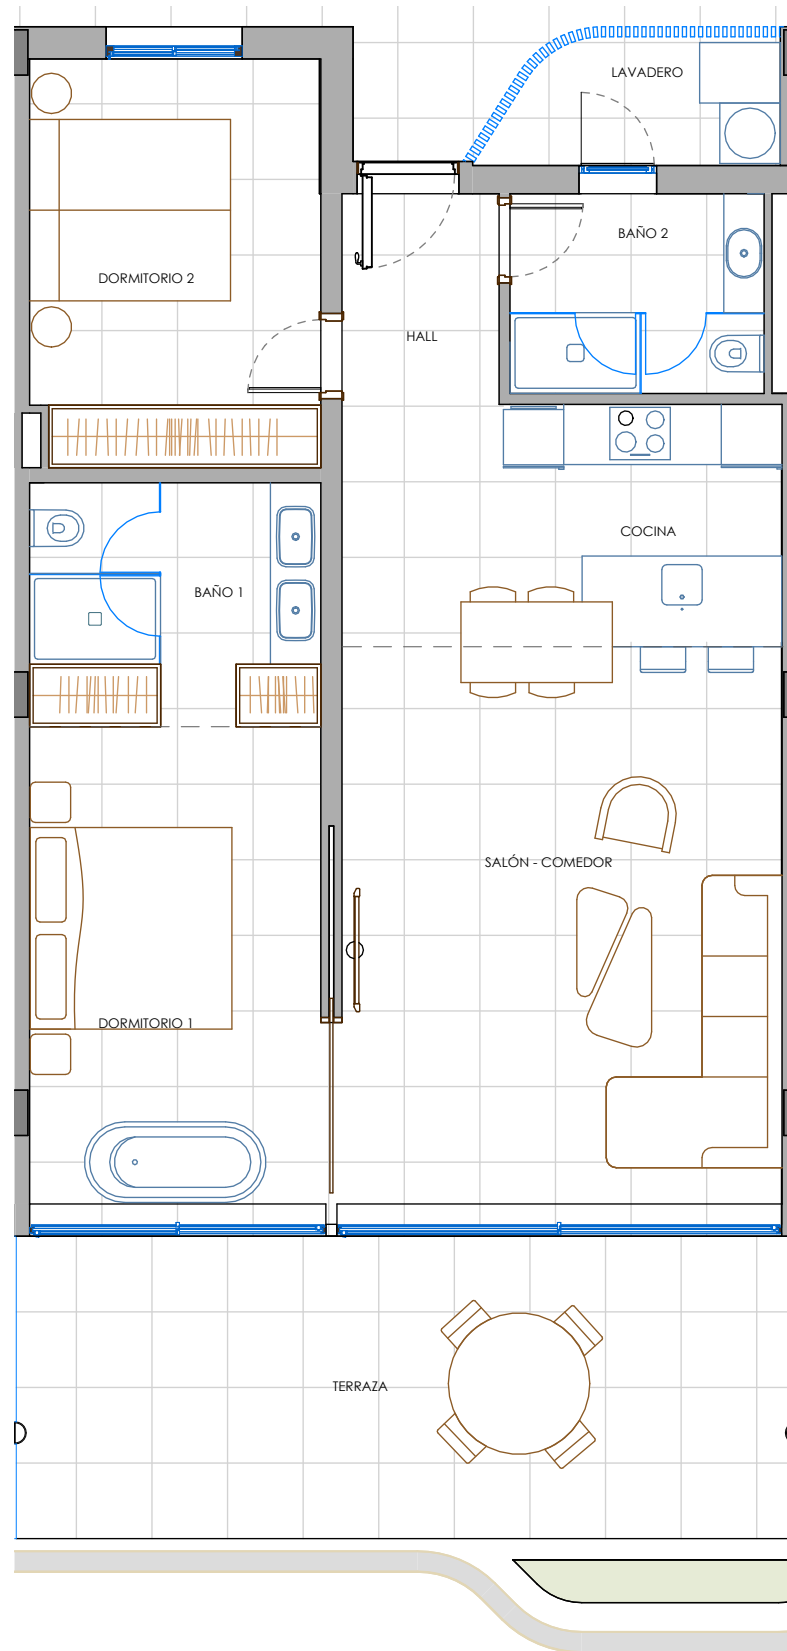 LAVADERO
BAÑO 2
DORMITORIO 2
HALL
COCINA
BAÑO 1
SALÓN - COMEDOR
DORMITORIO 1
TERRAZA